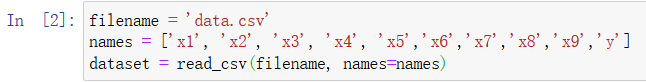 In [2]: filename = 'data.csv'
names = ['x1', 'x2', 'x3', 'x4', 'x5','x6','x7','x8','x9','y']
dataset = read_csv(filename, names=names)